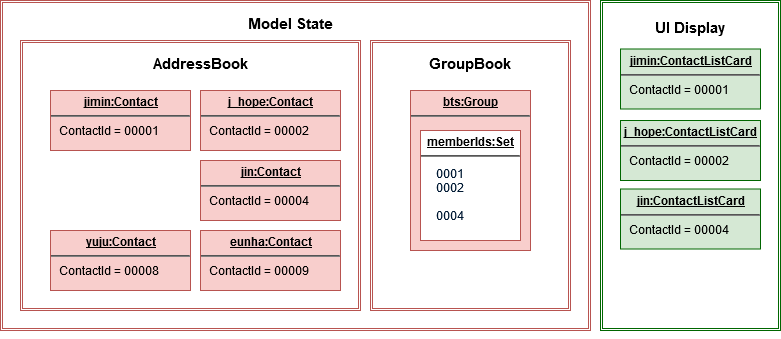 Model State
AddressBook
jimin:Contact
ContactId = 00001
j_hope:Contact
ContactId = 00002
jin:Contact
ContactId = 00004
yuju:Contact
ContactId = 00008
eunha:Contact
ContactId = 00009
GroupBook
bts:Group
memberIds:Set
0001
0002
0004
UI Display
jimin:ContactListCard
ContactId = 00001
j_hope:ContactListCard
ContactId = 00002
jin:ContactListCard
ContactId = 00004